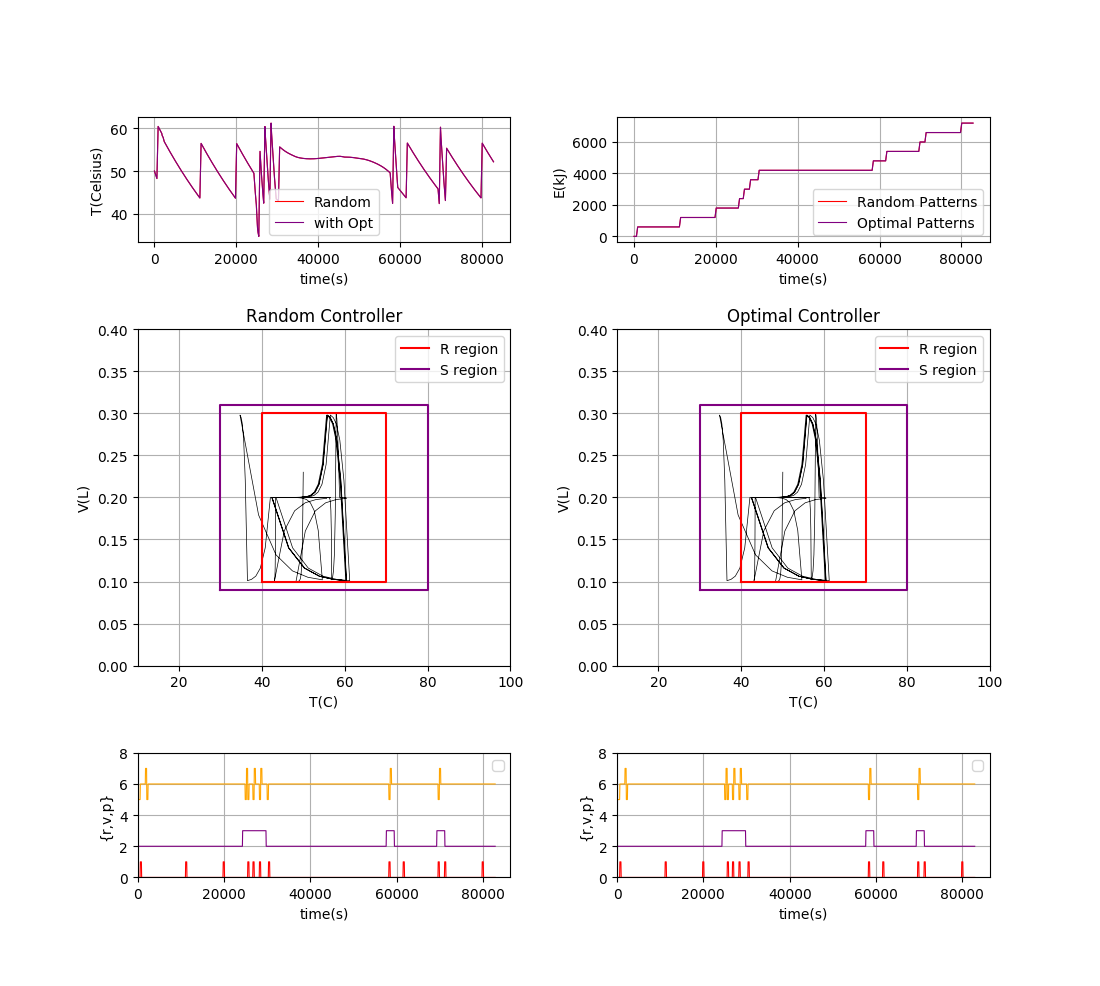 60
50
40
T(Celsius)
Random
with Opt
0 20000 40000 60000 80000
time(s)
6000
4000
2000
0
E(kJ)
Random Patterns
Optimal Patterns
0 20000 40000 60000 80000
time(s)
Random Controller
0.40
0.35
0.30
0.25
0.20
0.15
0.10
0.05
0.00
V(L)
R region
S region
20 40 60 80 100
T(C)
Optimal Controller
0.40
0.35
0.30
0.25
0.20
0.15
0.10
0.05
0.00
V(L)
R region
S region
20 40 60 80 100
T(C)
8
6
4
2
0
{r,v,p}
0 20000 40000 60000 80000
time(s)
8
6
4
2
0
{r,v,p}
0 20000 40000 60000 80000
time(s)